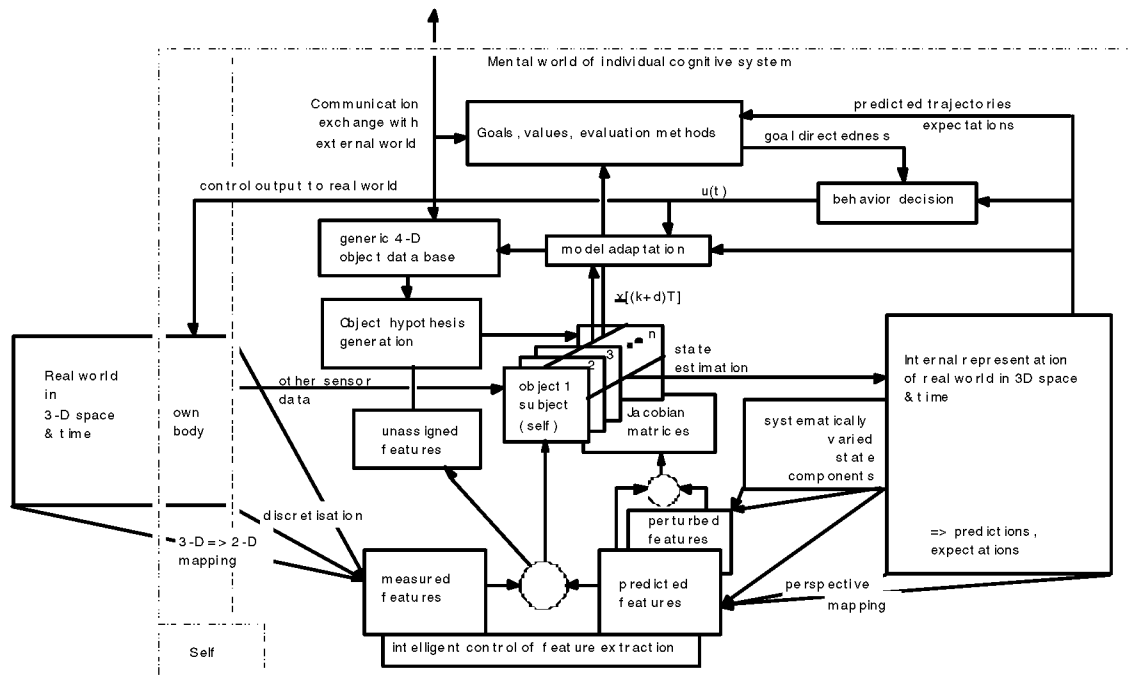 Mental world of individual cognitive system
Communication
exchange with
external world
Goals, values, evaluation methods
predicted trajectories
expectations
goal directedness
control output to real world
u(t)
behavior decision
generic 4-D
object data base
model adaptation
x[(k+d)T]
Object hypothesis
generation
n
3
2
state
estimation
Internal representation
of real world in 3D space
& time
Real world
in
3-D space
& time
own
body
other sensor
data
object 1
subject
(self)
Jacobian
matrices
unassigned
features
systematically
varied
state
components
discretisation
3-D => 2-D
mapping
perturbed
features
=> predictions,
expectations
measured
features
predicted
features
perspective
mapping
intelligent control of feature extraction
Self